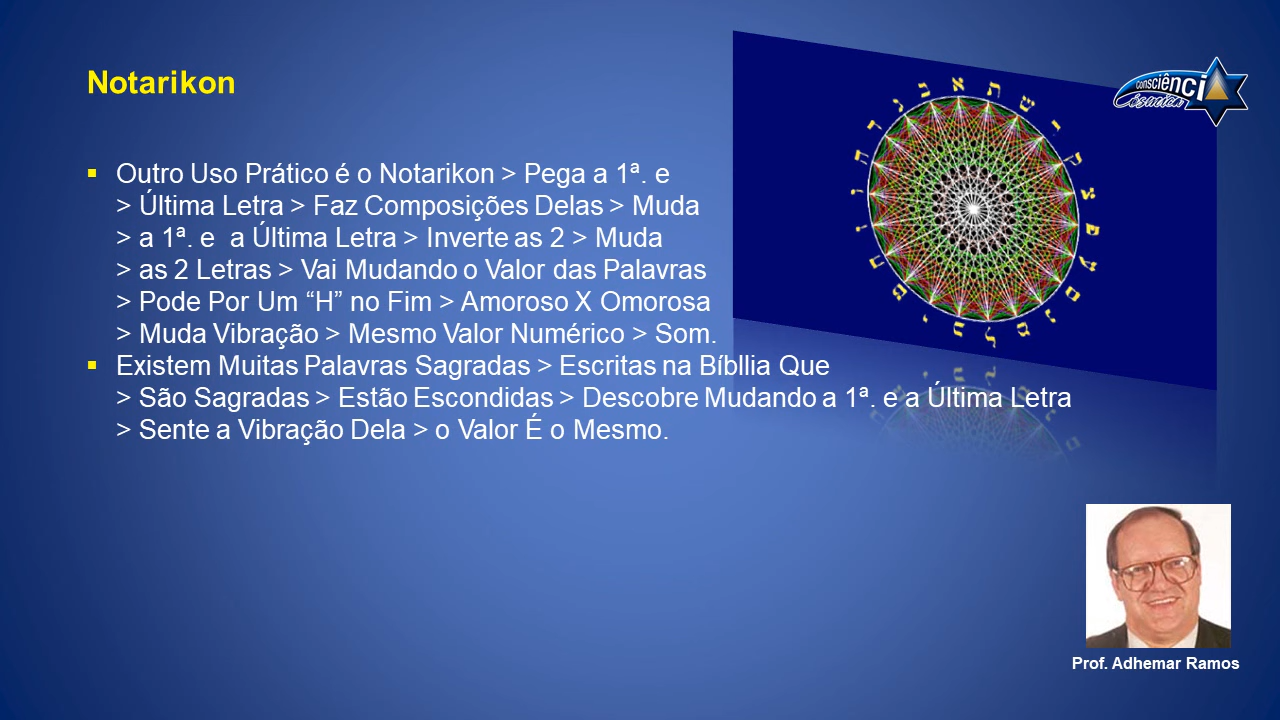 Notarikon
consciênci
▪ Outro Uso Prático é o Notarikon > Pega a 1ª. e
> Última Letra > Faz Composições Delas > Muda
> a 1ª. e a Última Letra > Inverte as 2 > Muda
> as 2 Letras > Vai Mudando o Valor das Palavras
> Pode Por Um “H” no Fim > Amoroso X Omorosa
> Muda Vibração > Mesmo Valor Numérico > Som.
▪ Existem Muitas Palavras Sagradas > Escritas na Bíbllia Que
> São Sagradas > Estão Escondidas > Descobre Mudando a 1ª. e a Última Letra
> Sente a Vibração Dela > o Valor É o Mesmo.
א ב ג ד ה ו ז ח ט י כ ל מ נ ס ע פ צ ק ר ש ת
Prof. Adhemar Ramos